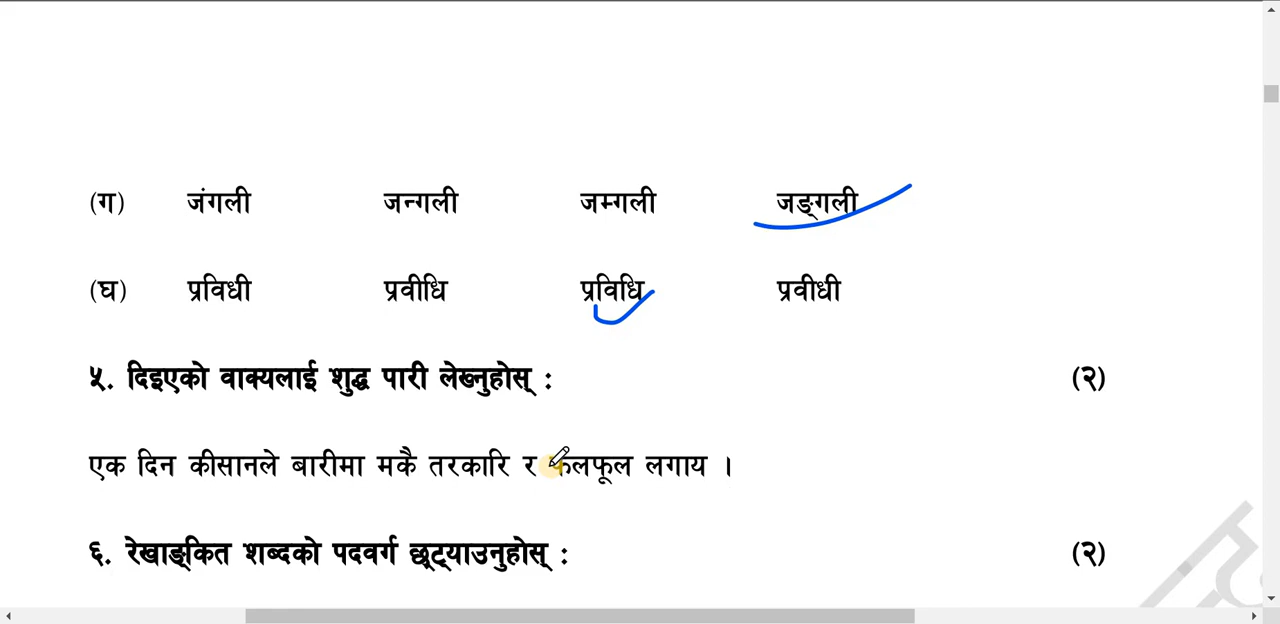 (ग) जंगली जन्गली जम्गली जङ्गली
(घ) प्रविधी प्रवीधि प्रविधि प्रवीधी
५. दिइएको वाक्यलाई शुद्ध पारी लेख्नुहोस् : (२)
एक दिन कीसानले बारीमा मकै तरकारि र फलफूल लगाय ।
६. रेखाङ्कित शब्दको पदवर्ग छूट्याउनुहोस् : (२)